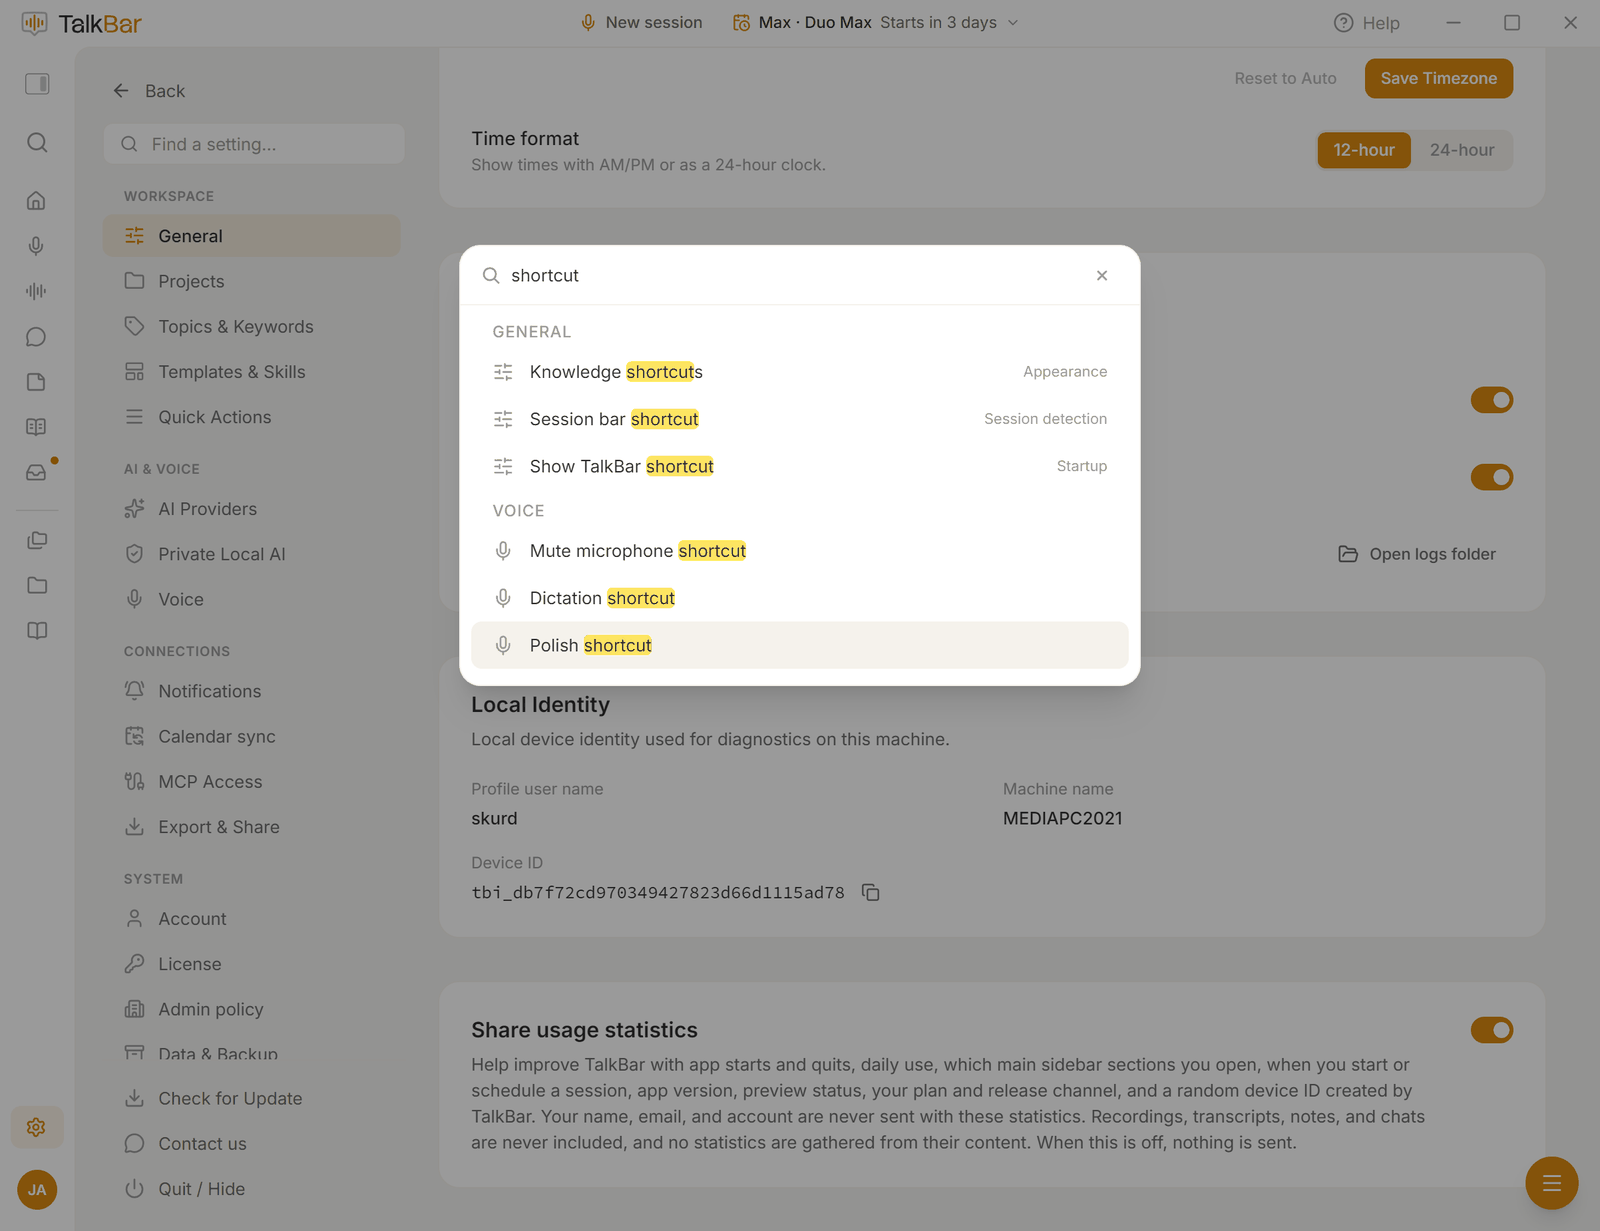 TalkBar
New session
Max · Duo Max Starts in 3 days
Help
Back
Find a setting...
WORKSPACE
General
Projects
Topics & Keywords
Templates & Skills
Quick Actions
AI & VOICE
AI Providers
Private Local AI
Voice
CONNECTIONS
Notifications
Calendar sync
MCP Access
Export & Share
SYSTEM
Account
License
Admin policy
Data & Backup
Check for Update
Contact us
Quit / Hide
JA
Reset to Auto
Save Timezone
Time format
Show times with AM/PM or as a 24-hour clock.
12-hour
24-hour
shortcut
GENERAL
Knowledge shortcuts
Appearance
Session bar shortcut
Session detection
Show TalkBar shortcut
Startup
VOICE
Mute microphone shortcut
Dictation shortcut
Polish shortcut
Open logs folder
Local Identity
Local device identity used for diagnostics on this machine.
Profile user name
skurd
Machine name
MEDIAPC2021
Device ID
tbi_db7f72cd970349427823d66d1115ad78
Share usage statistics
Help improve TalkBar with app starts and quits, daily use, which main sidebar sections you open, when you start or
schedule a session, app version, preview status, your plan and release channel, and a random device ID created by
TalkBar. Your name, email, and account are never sent with these statistics. Recordings, transcripts, notes, and chats
are never included, and no statistics are gathered from their content. When this is off, nothing is sent.